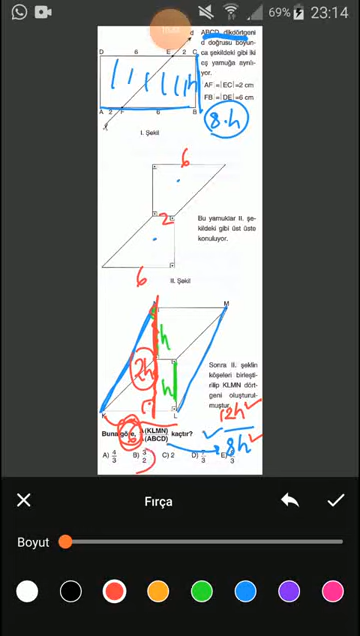 69% 23:14
ABCD dikdörtgeni
d doğrusu boyun-
ca şekildeki gibi iki
eş yamuğa ayrılı-
yor.
|AF|=|EC|=2 cm
|FB|=|DE|=6 cm
D 6 E 2 C
d
h
A 2 F 6 B
8.h
I. Şekil
6
2
6
Bu yamuklar II. şe-
kildeki gibi üst üste
konuluyor.
II. Şekil
M
h
2h
h
K L
Sonra II. şeklin
köşeleri birleşti-
rilip KLMN dört-
geni oluşturul-
muştur.
6
12h
8h
Buna göre, A(KLMN)
A(ABCD) kaçtır?
A) 4/3 B) 3/2 C) 2 D) E)
Fırça
Boyut